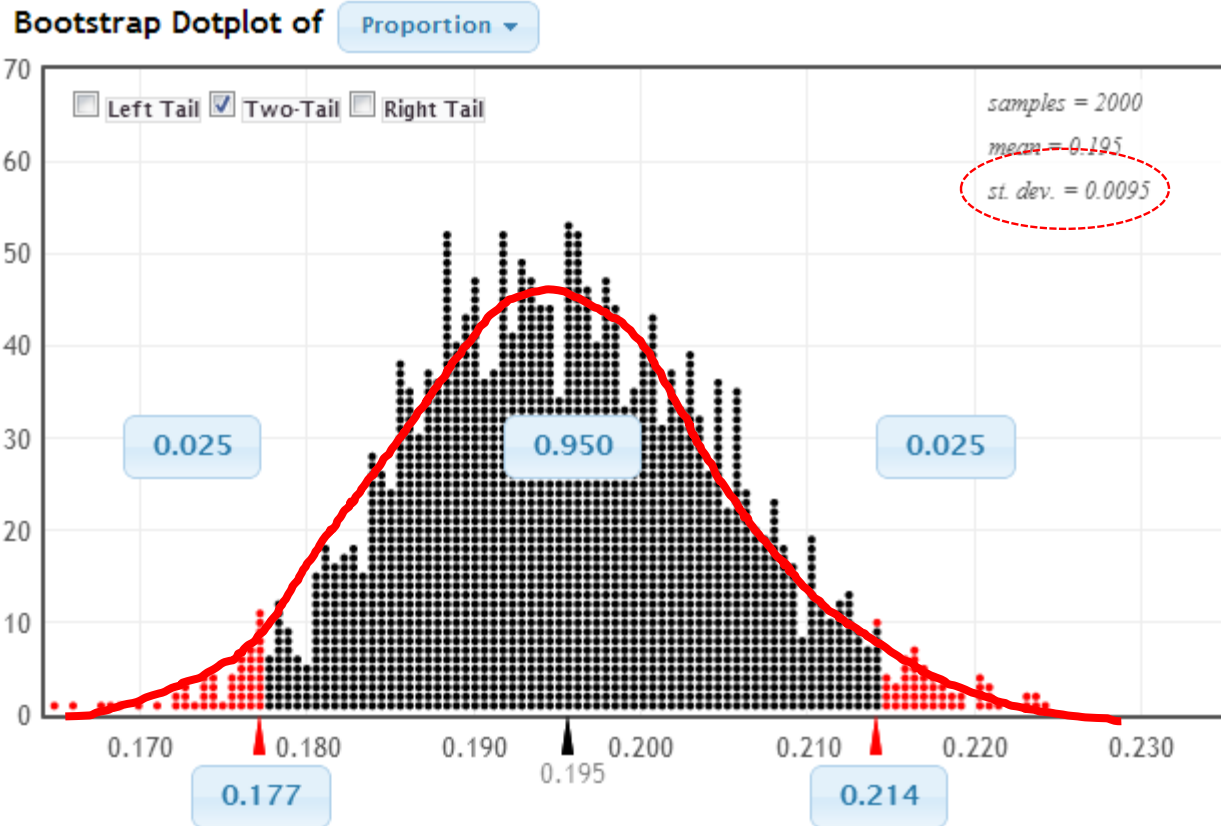 Bootstrap Dotplot of Proportion
70
Left Tail Two-Tail Right Tail
samples = 2000
mean = 0.195
60
st. dev. = 0.0095
50
40
30
0.025 0.950 0.025
20
10
0
0.170 0.180 0.190 0.200 0.210 0.220 0.230
0.195
0.177 0.214